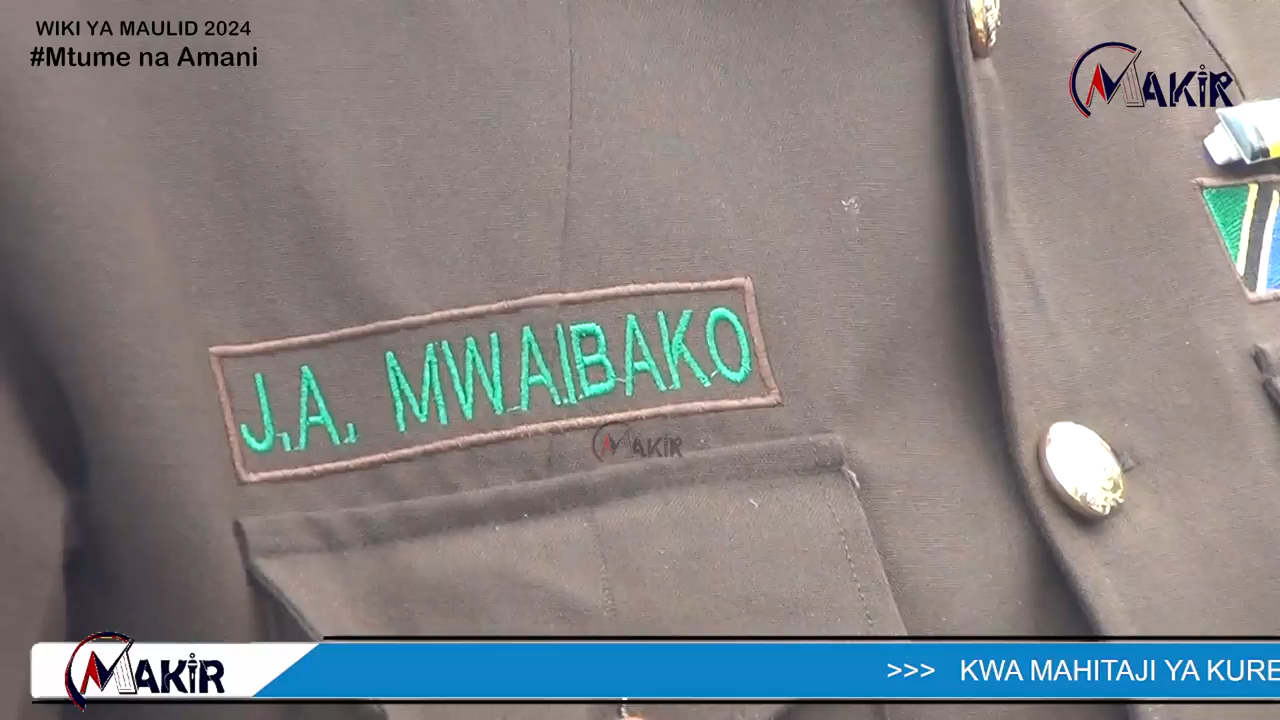 WIKI YA MAULID 2024
#Mtume na Amani
MAKIR
J.A. MWAIBAKO
MAKIR
MAKIR
>>> KWA MAHITAJI YA KURE